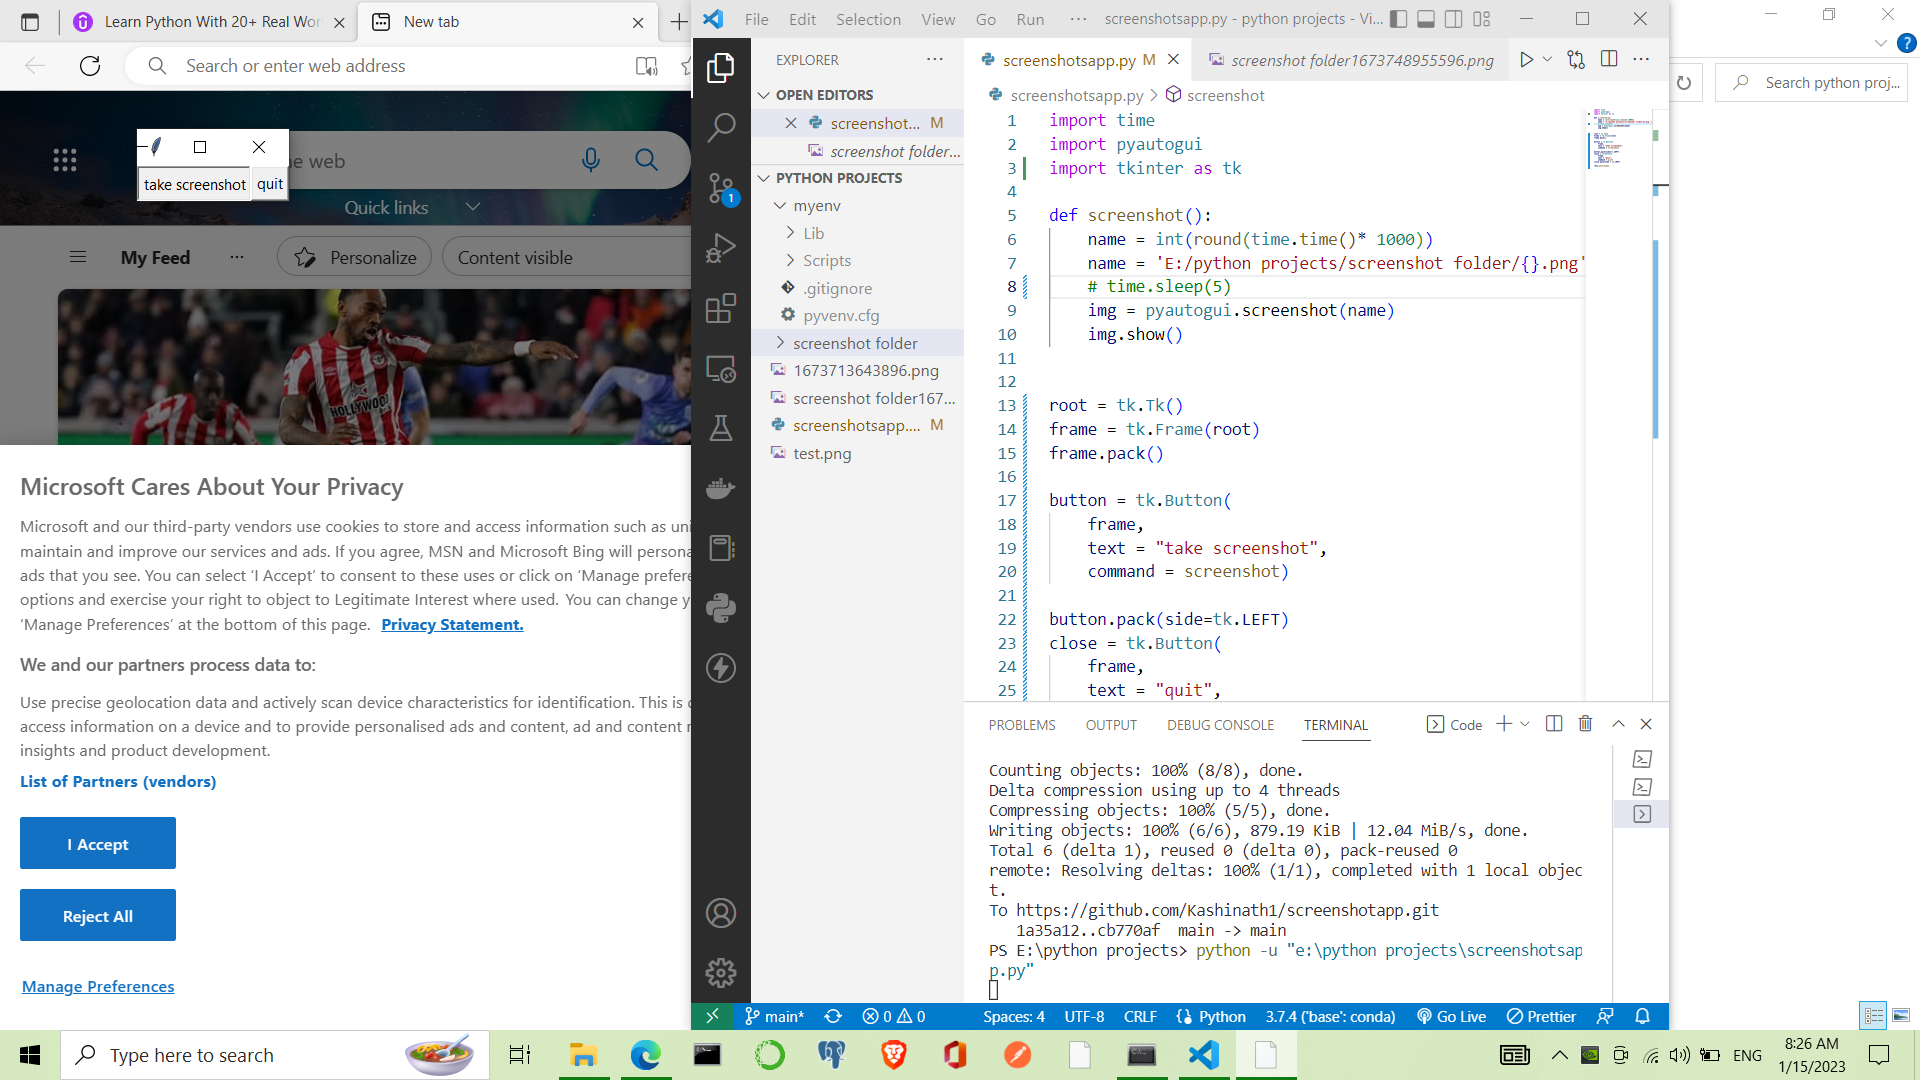 Learn Python With 20+ Real Wor
New tab
Search or enter web address
he web
take screenshot
quit
Quick links
My Feed
...
Personalize
Content visible
HOLLYWOOD
Microsoft Cares About Your Privacy
Microsoft and our third-party vendors use cookies to store and access information such as uni
maintain and improve our services and ads. If you agree, MSN and Microsoft Bing will persona
ads that you see. You can select 'I Accept' to consent to these uses or click on 'Manage prefere
options and exercise your right to object to Legitimate Interest where used. You can change y
'Manage Preferences' at the bottom of this page. Privacy Statement.
We and our partners process data to:
Use precise geolocation data and actively scan device characteristics for identification. This is
access information on a device and to provide personalised ads and content, ad and content
insights and product development.
List of Partners (vendors)
I Accept
Reject All
Manage Preferences
File Edit Selection View Go Run ··· screenshotsapp.py - python projects - Vi...
EXPLORER
OPEN EDITORS
screenshot... M
screenshot folder...
PYTHON PROJECTS
myenv
Lib
Scripts
.gitignore
pyvenv.cfg
screenshot folder
1673713643896.png
screenshot folder167...
screenshotsapp.... M
test.png
1
screenshotsapp.py M
screenshot folder1673748955596.png
screenshotsapp.py > screenshot
1 import time
2 import pyautogui
3 import tkinter as tk
4
5 def screenshot():
6 name = int(round(time.time()* 1000))
7 name = 'E:/python projects/screenshot folder/{}.png'
8 # time.sleep(5)
9 img = pyautogui.screenshot(name)
10 img.show()
11
12
13 root = tk.Tk()
14 frame = tk.Frame(root)
15 frame.pack()
16
17 button = tk.Button(
18 frame,
19 text = "take screenshot",
20 command = screenshot)
21
22 button.pack(side=tk.LEFT)
23 close = tk.Button(
24 frame,
25 text = "quit",
PROBLEMS OUTPUT DEBUG CONSOLE TERMINAL
Code
Counting objects: 100% (8/8), done.
Delta compression using up to 4 threads
Compressing objects: 100% (5/5), done.
Writing objects: 100% (6/6), 879.19 KiB | 12.04 MiB/s, done.
Total 6 (delta 1), reused 0 (delta 0), pack-reused 0
remote: Resolving deltas: 100% (1/1), completed with 1 local objec
t.
To https://github.com/Kashinath1/screenshotapp.git
1a35a12..cb770af main -> main
PS E:\python projects> python -u "e:\python projects\screenshotsap
p.py"
main* 0 0 Spaces: 4 UTF-8 CRLF Python 3.7.4 ('base': conda) Go Live Prettier
Search python proj...
Type here to search
ENG
8:26 AM
1/15/2023